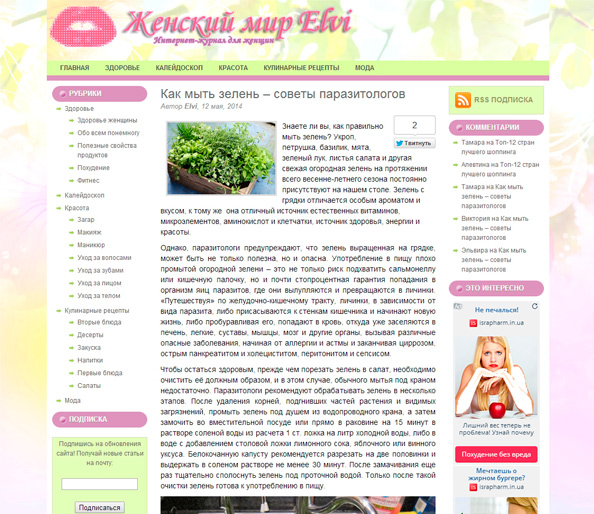 Женский мир Elvi
Интернет-журнал для женщин
ГЛАВНАЯ ЗДОРОВЬЕ КАЛЕЙДОСКОП КРАСОТА КУЛИНАРНЫЕ РЕЦЕПТЫ МОДА
РУБРИКИ
Здоровье
Здоровье женщины
Обо всем понемногу
Полезные свойства
продуктов
Похудение
Фитнес
Калейдоскоп
Красота
Загар
Макияж
Маникюр
Уход за волосами
Уход за зубами
Уход за лицом
Уход за телом
Кулинарные рецепты
Вторые блюда
Десерты
Закуска
Напитки
Первые блюда
Салаты
Мода
ПОДПИСКА
Подпишись на обновления
сайта! Получай новые статьи
на почту:
Подписаться
Как мыть зелень – советы паразитологов
Автор Elvi, 12 мая, 2014
2
Твитнуть
Знаете ли вы, как правильно
мыть зелень? Укроп,
петрушка, базилик, мята,
зеленый лук, листья салата и другая
свежая огородная зелень на протяжении
всего весенне-летнего сезона постоянно
присутствуют на нашем столе. Зелень с
грядки отличается особым ароматом и
вкусом, к тому же она отличный источник естественных витаминов,
микроэлементов, аминокислот и клетчатки, источник здоровья, энергии и
красоты.
Однако, паразитологи предупреждают, что зелень выращенная на грядке,
может быть не только полезна, но и опасна. Употребление в пищу плохо
промытой огородной зелени – это не только риск подхватить сальмонеллу
или кишечную палочку, но и почти стопроцентная гарантия попадания в
организм яиц паразитов, где они вылупляются и превращаются в личинки.
«Путешествуя» по желудочно-кишечному тракту, личинки, в зависимости от
вида паразита, либо присасываются к стенкам кишечника и начинают новую
жизнь, либо пробуравливая его, попадают в кровь, откуда уже заселяются в
печень, легкие, суставы, мышцы, мозг и другие органы, вызывая различные
опасные заболевания, начиная от аллергии и астмы и заканчивая циррозом,
острым панкреатитом и холециститом, перитонитом и сепсисом.
Чтобы остаться здоровым, прежде чем порезать зелень в салат, необходимо
очистить её должным образом, и в этом случае, обычного мытья под краном
недостаточно. Паразитологи рекомендуют обрабатывать зелень в несколько
этапов. После удаления корней, подгнивших частей растения и видимых
загрязнений, промыть зелень под душем из водопроводного крана, а затем
замочить во вместительной посуде или прямо в раковине на 15 минут в
растворе соленой воды из расчета 1 ст. ложка на литр холодной воды, либо в
воде с добавлением столовой ложки лимонного сока, яблочного или винного
уксуса. Белокочанную капусту рекомендуется разрезать на две половинки и
выдержать в соленом растворе не менее 30 минут. После замачивания еще
раз тщательно сполоснуть зелень под проточной водой. Только после такой
очистки зелень готова к употреблению в пищу.
RSS ПОДПИСКА
КОММЕНТАРИИ
Тамара на Топ-12 стран
лучшего шоппинга
Алевтина на Топ-12 стран
лучшего шоппинга
Тамара на Как мыть
зелень – советы
паразитологов
Виктория на Как мыть
зелень – советы
паразитологов
Эльвира на Как мыть
зелень – советы
паразитологов
ЭТО ИНТЕРЕСНО
Не печалься!
israpharm.in.ua
Лишний вес теперь не
проблема! Узнай почему
Похудение без вреда
Мечтаешь о
жирном бургере?
israpharm.in.ua